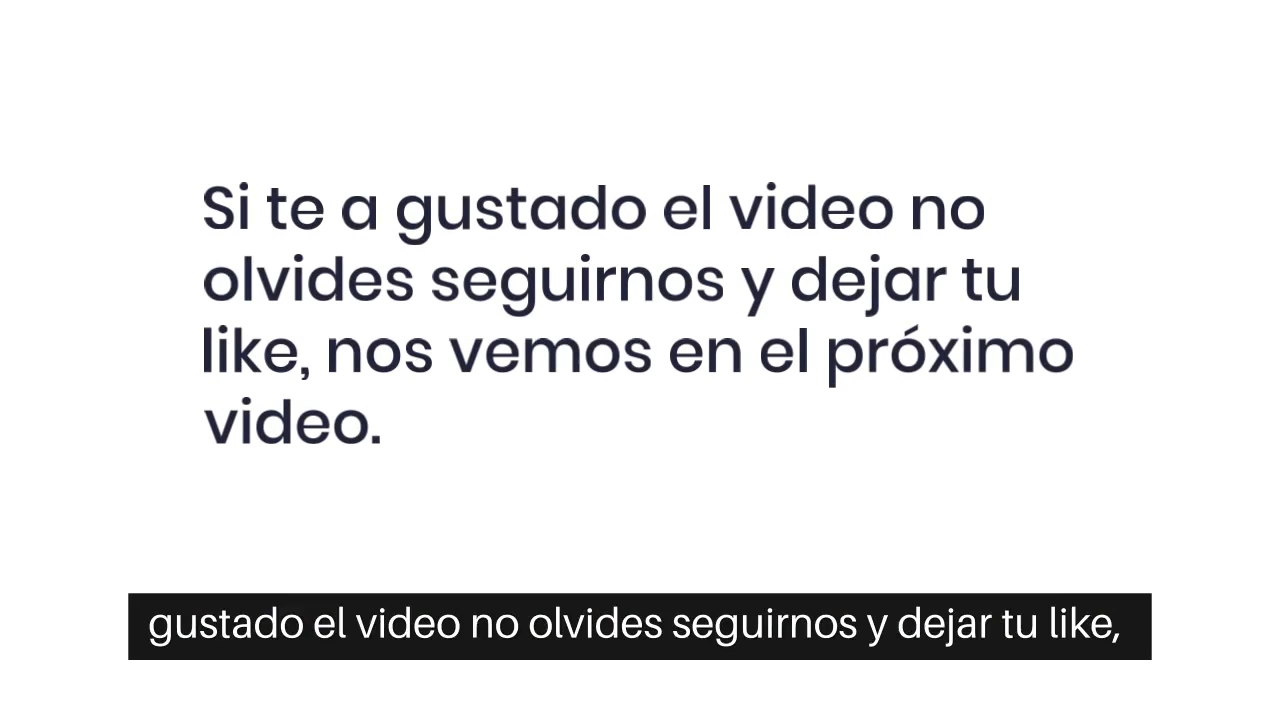 Si te a gustado el video no
olvides seguirnos y dejar tu
like, nos vemos en el próximo
video.
gustado el video no olvides seguirnos y dejar tu like,